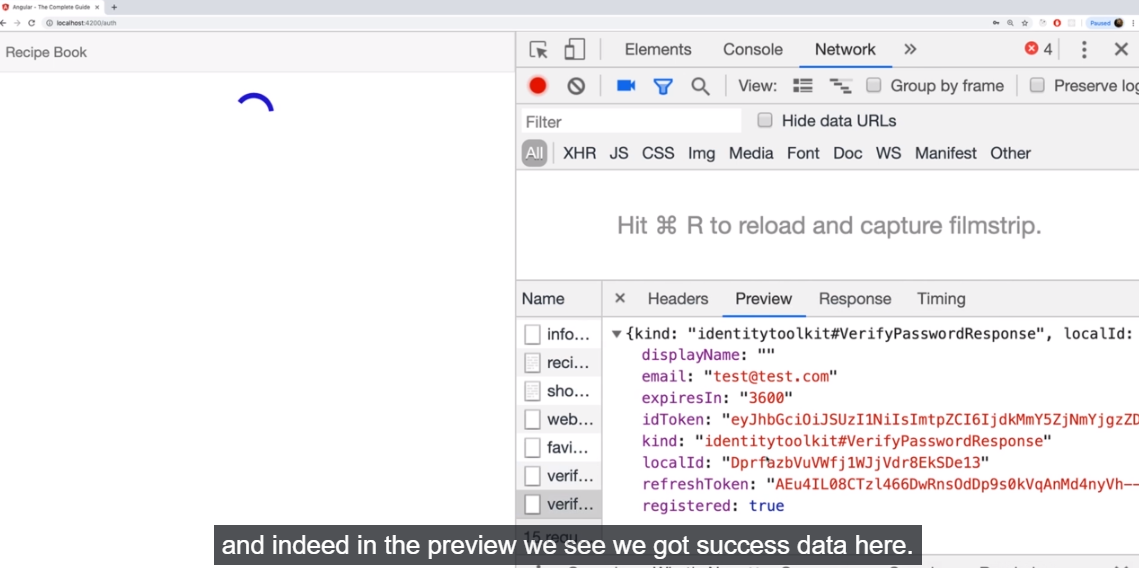 Angular - The Complete Guide
localhost:4200/auth
Paused
Recipe Book
Elements Console Network » 4
View: Group by frame Preserve log
Filter Hide data URLs
All XHR JS CSS Img Media Font Doc WS Manifest Other
Hit ⌘ R to reload and capture filmstrip.
Name × Headers Preview Response Timing
info...
reci...
sho...
web...
favi...
verif...
verif...
{kind: "identitytoolkit#VerifyPasswordResponse", localId:
displayName: ""
email: "test@test.com"
expiresIn: "3600"
idToken: "eyJhbGciOiJSUzI1NiIsImtpZCI6IjdkMmY5ZjNmYjgzZD
kind: "identitytoolkit#VerifyPasswordResponse"
localId: "DprfazbVuVWfj1WJjVdr8EkSDe13"
refreshToken: "AEu4IL08CTzl466DwRnsOdDp9s0kVqAnMd4nyVh--
registered: true
and indeed in the preview we see we got success data here.